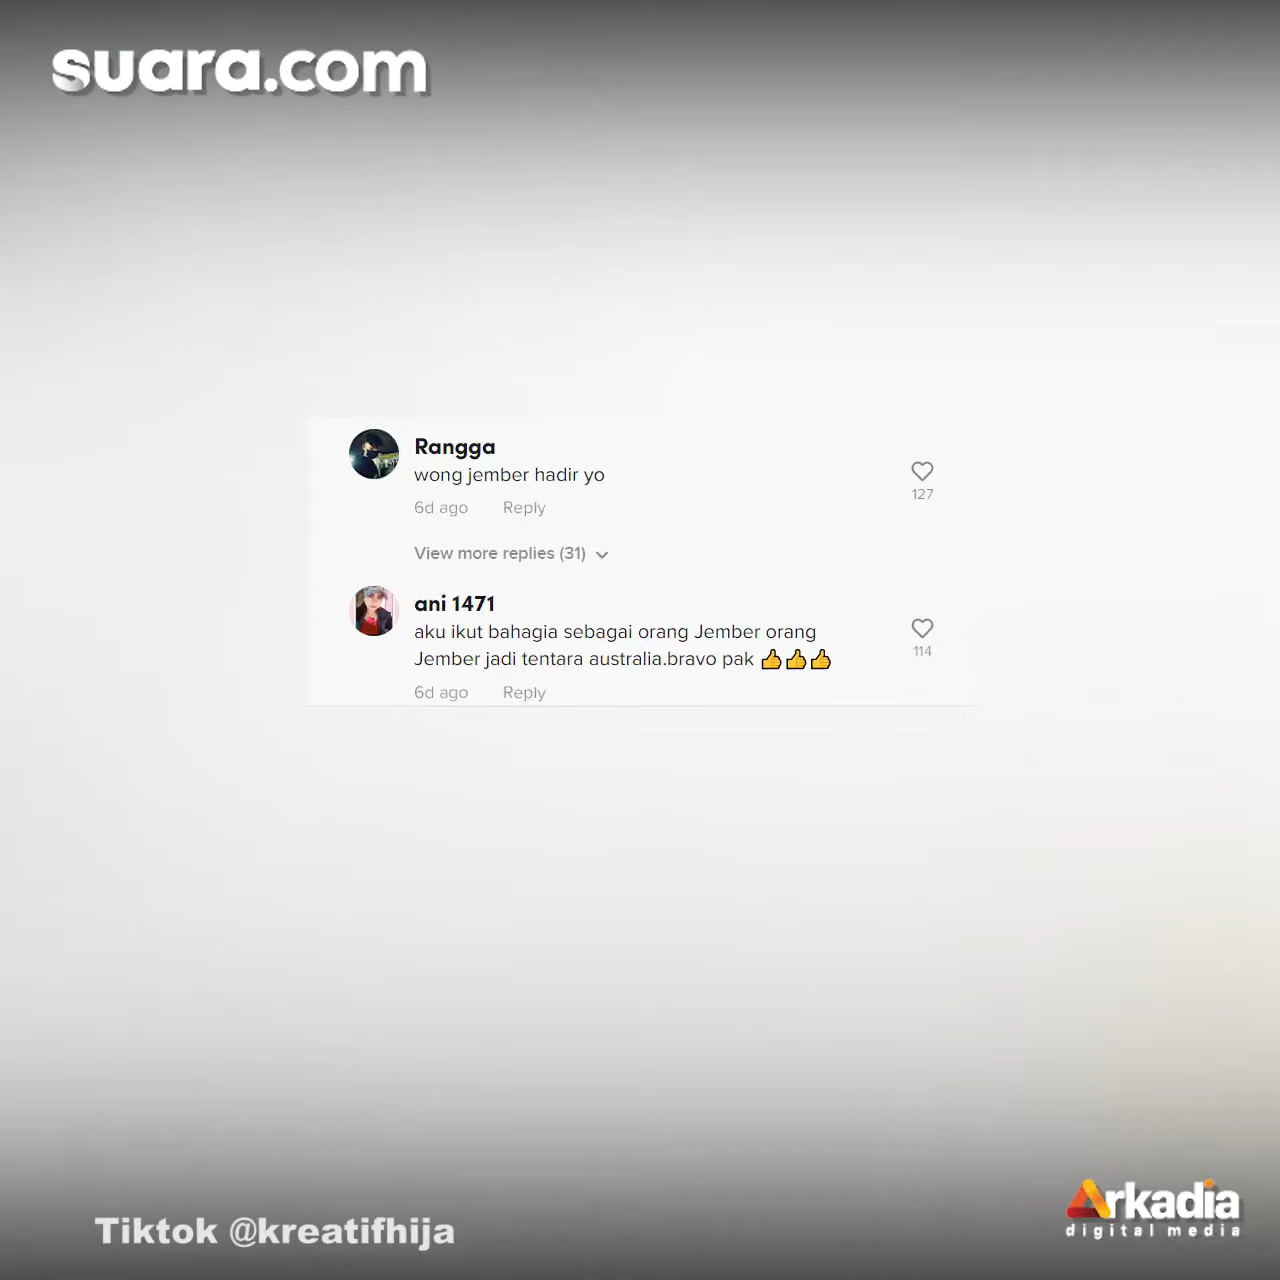 suara.com
Rangga
wong jember hadir yo
127
6d ago Reply
View more replies (31)
ani 1471
aku ikut bahagia sebagai orang Jember orang
Jember jadi tentara australia.bravo pak 👍👍👍
114
6d ago Reply
Tiktok @kreatifhija
Arkadia
digital media